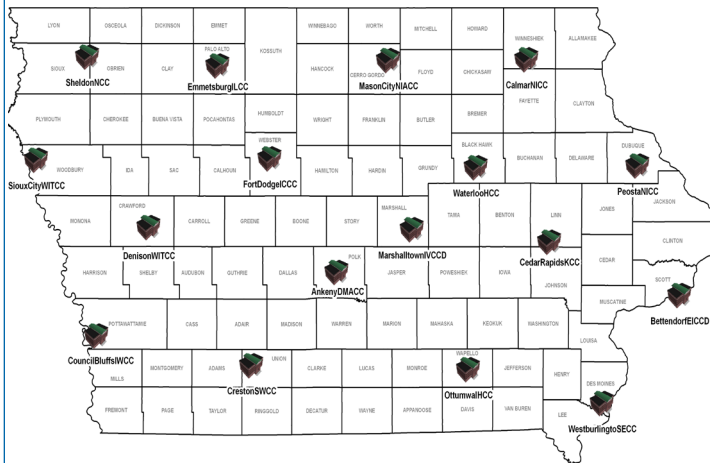 LYON OSCEOLA DICKINSON EMMET WINNEBAGO WORTH MITCHELL HOWARD WINNESHIEK ALLAMAKEE
PALO ALTO KOSSUTH
SIOUX OBRIEN CLAY HANCOCK CERRO GORDO FLOYD CHICKASAW
SheldonNCC EmmetsburgILCC MasonCityNIACC CalmarNICC
PLYMOUTH CHEROKEE BUENA VISTA POCAHONTAS HUMBOLDT WRIGHT FRANKLIN BUTLER BREMER FAYETTE CLAYTON
WEBSTER BLACK HAWK DUBUQUE
WOODBURY IDA SAC CALHOUN HAMILTON HARDIN GRUNDY BUCHANAN DELAWARE
SiouxCityWITCC FortDodgeICCC WaterlooHCC PeostaNICC
JACKSON
CRAWFORD MARSHALL JONES
MONONA CARROLL GREENE BOONE STORY TAMA BENTON LINN
CLINTON
DenisonWITCC MarshalltownIVCCD CedarRapidsKCC
POLK CEDAR
HARRISON SHELBY AUDUBON GUTHRIE DALLAS JASPER POWESHIEK IOWA JOHNSON SCOTT
AnkenyDMACC BettendorfEICCD
MUSCATINE
POTTAWATTAMIE CASS ADAIR MADISON WARREN MARION MAHASKA KEOKUK WASHINGTON
LOUISA
CouncilBluffsIWCC UNION WAPELLO
MILLS MONTGOMERY ADAMS CLARKE LUCAS MONROE JEFFERSON HENRY
DES MOINES
CrestonSWCC OttumwaIHCC
FREMONT PAGE TAYLOR RINGGOLD DECATUR WAYNE APPANOOSE DAVIS VAN BUREN LEE
WestburlingtoSECC